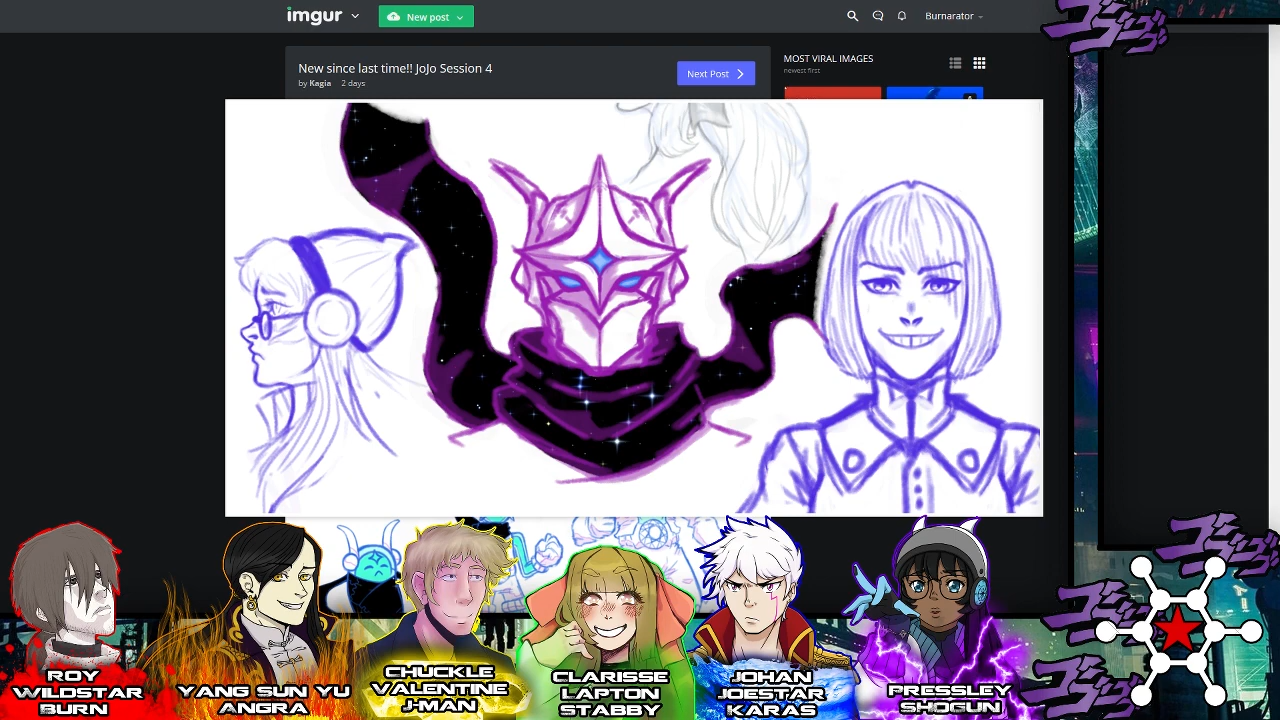 imgur
New post
Burnarator
New since last time!! JoJo Session 4
by Kagia 2 days
Next Post
MOST VIRAL IMAGES
newest first
ROY
WILDSTAR
BURN
YANG SUN YU
ANGRA
CHUCKLE
VALENTINE
J-MAN
CLARISSE
LAPTON
STABBY
JOHAN
JOESTAR
KARAS
PRESSLEY
SHOGUN